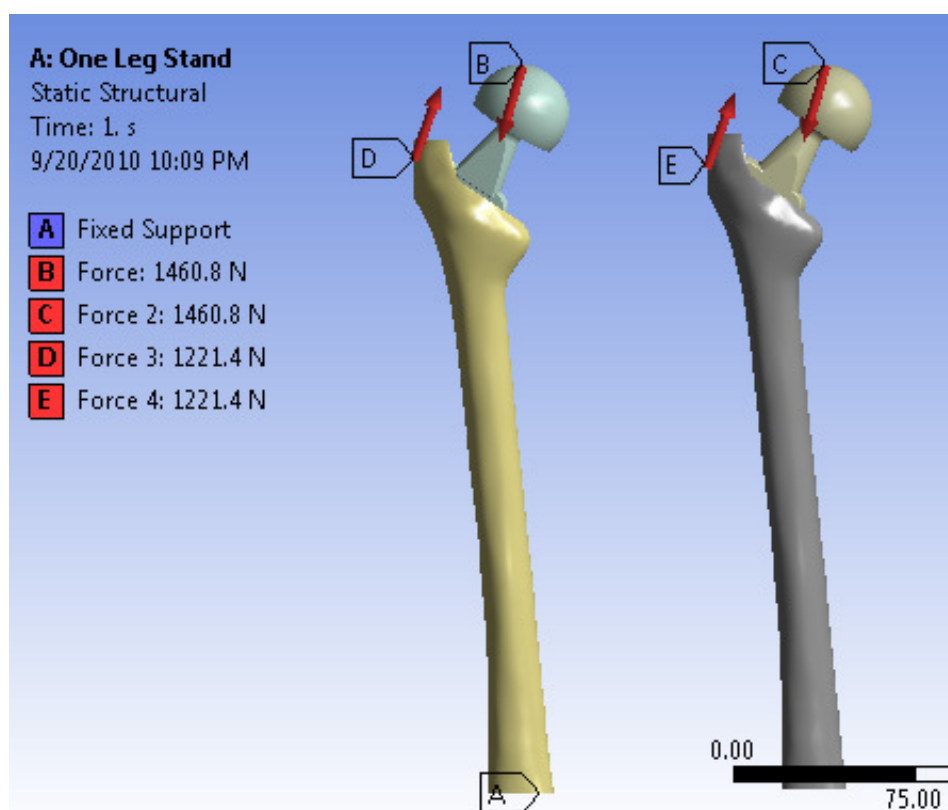 A: One Leg Stand
Static Structural
Time: 1. s
9/20/2010 10:09 PM
A Fixed Support
B Force: 1460.8 N
C Force 2: 1460.8 N
D Force 3: 1221.4 N
E Force 4: 1221.4 N
B
C
D
E
A
0.00
75.00